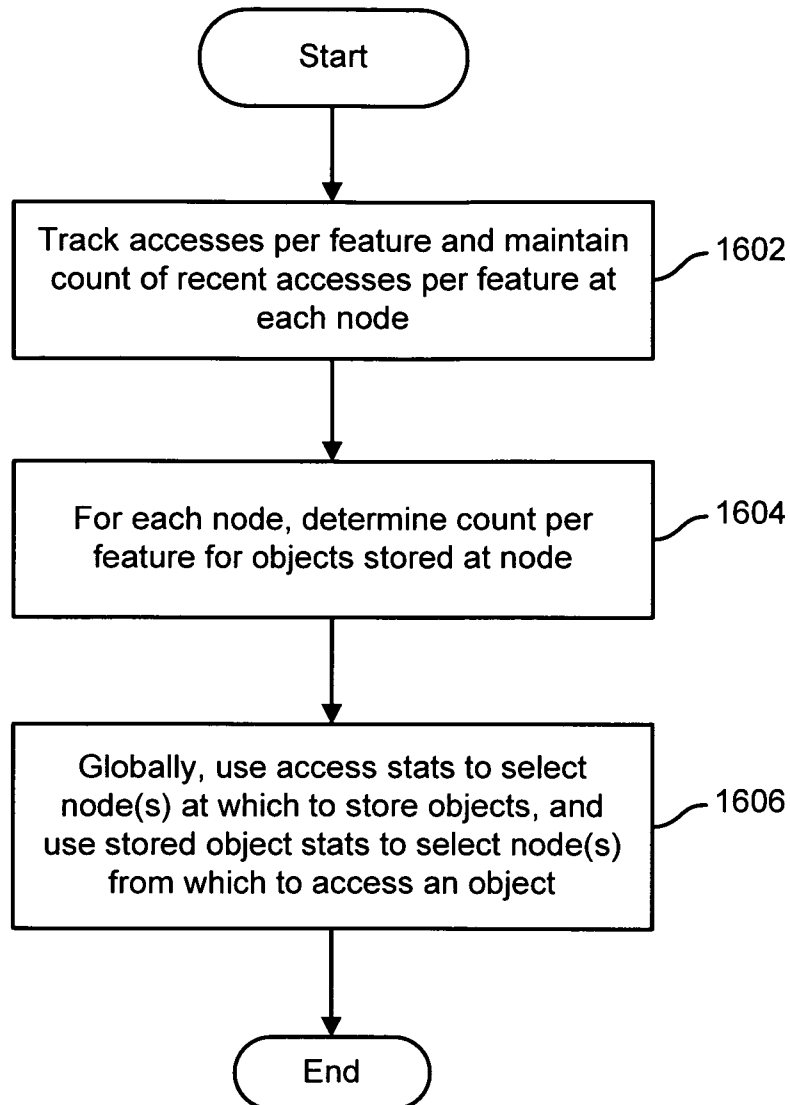 Start
Track accesses per feature and maintain
count of recent accesses per feature at
each node
1602
For each node, determine count per
feature for objects stored at node
1604
Globally, use access stats to select
node(s) at which to store objects, and
use stored object stats to select node(s)
from which to access an object
1606
End